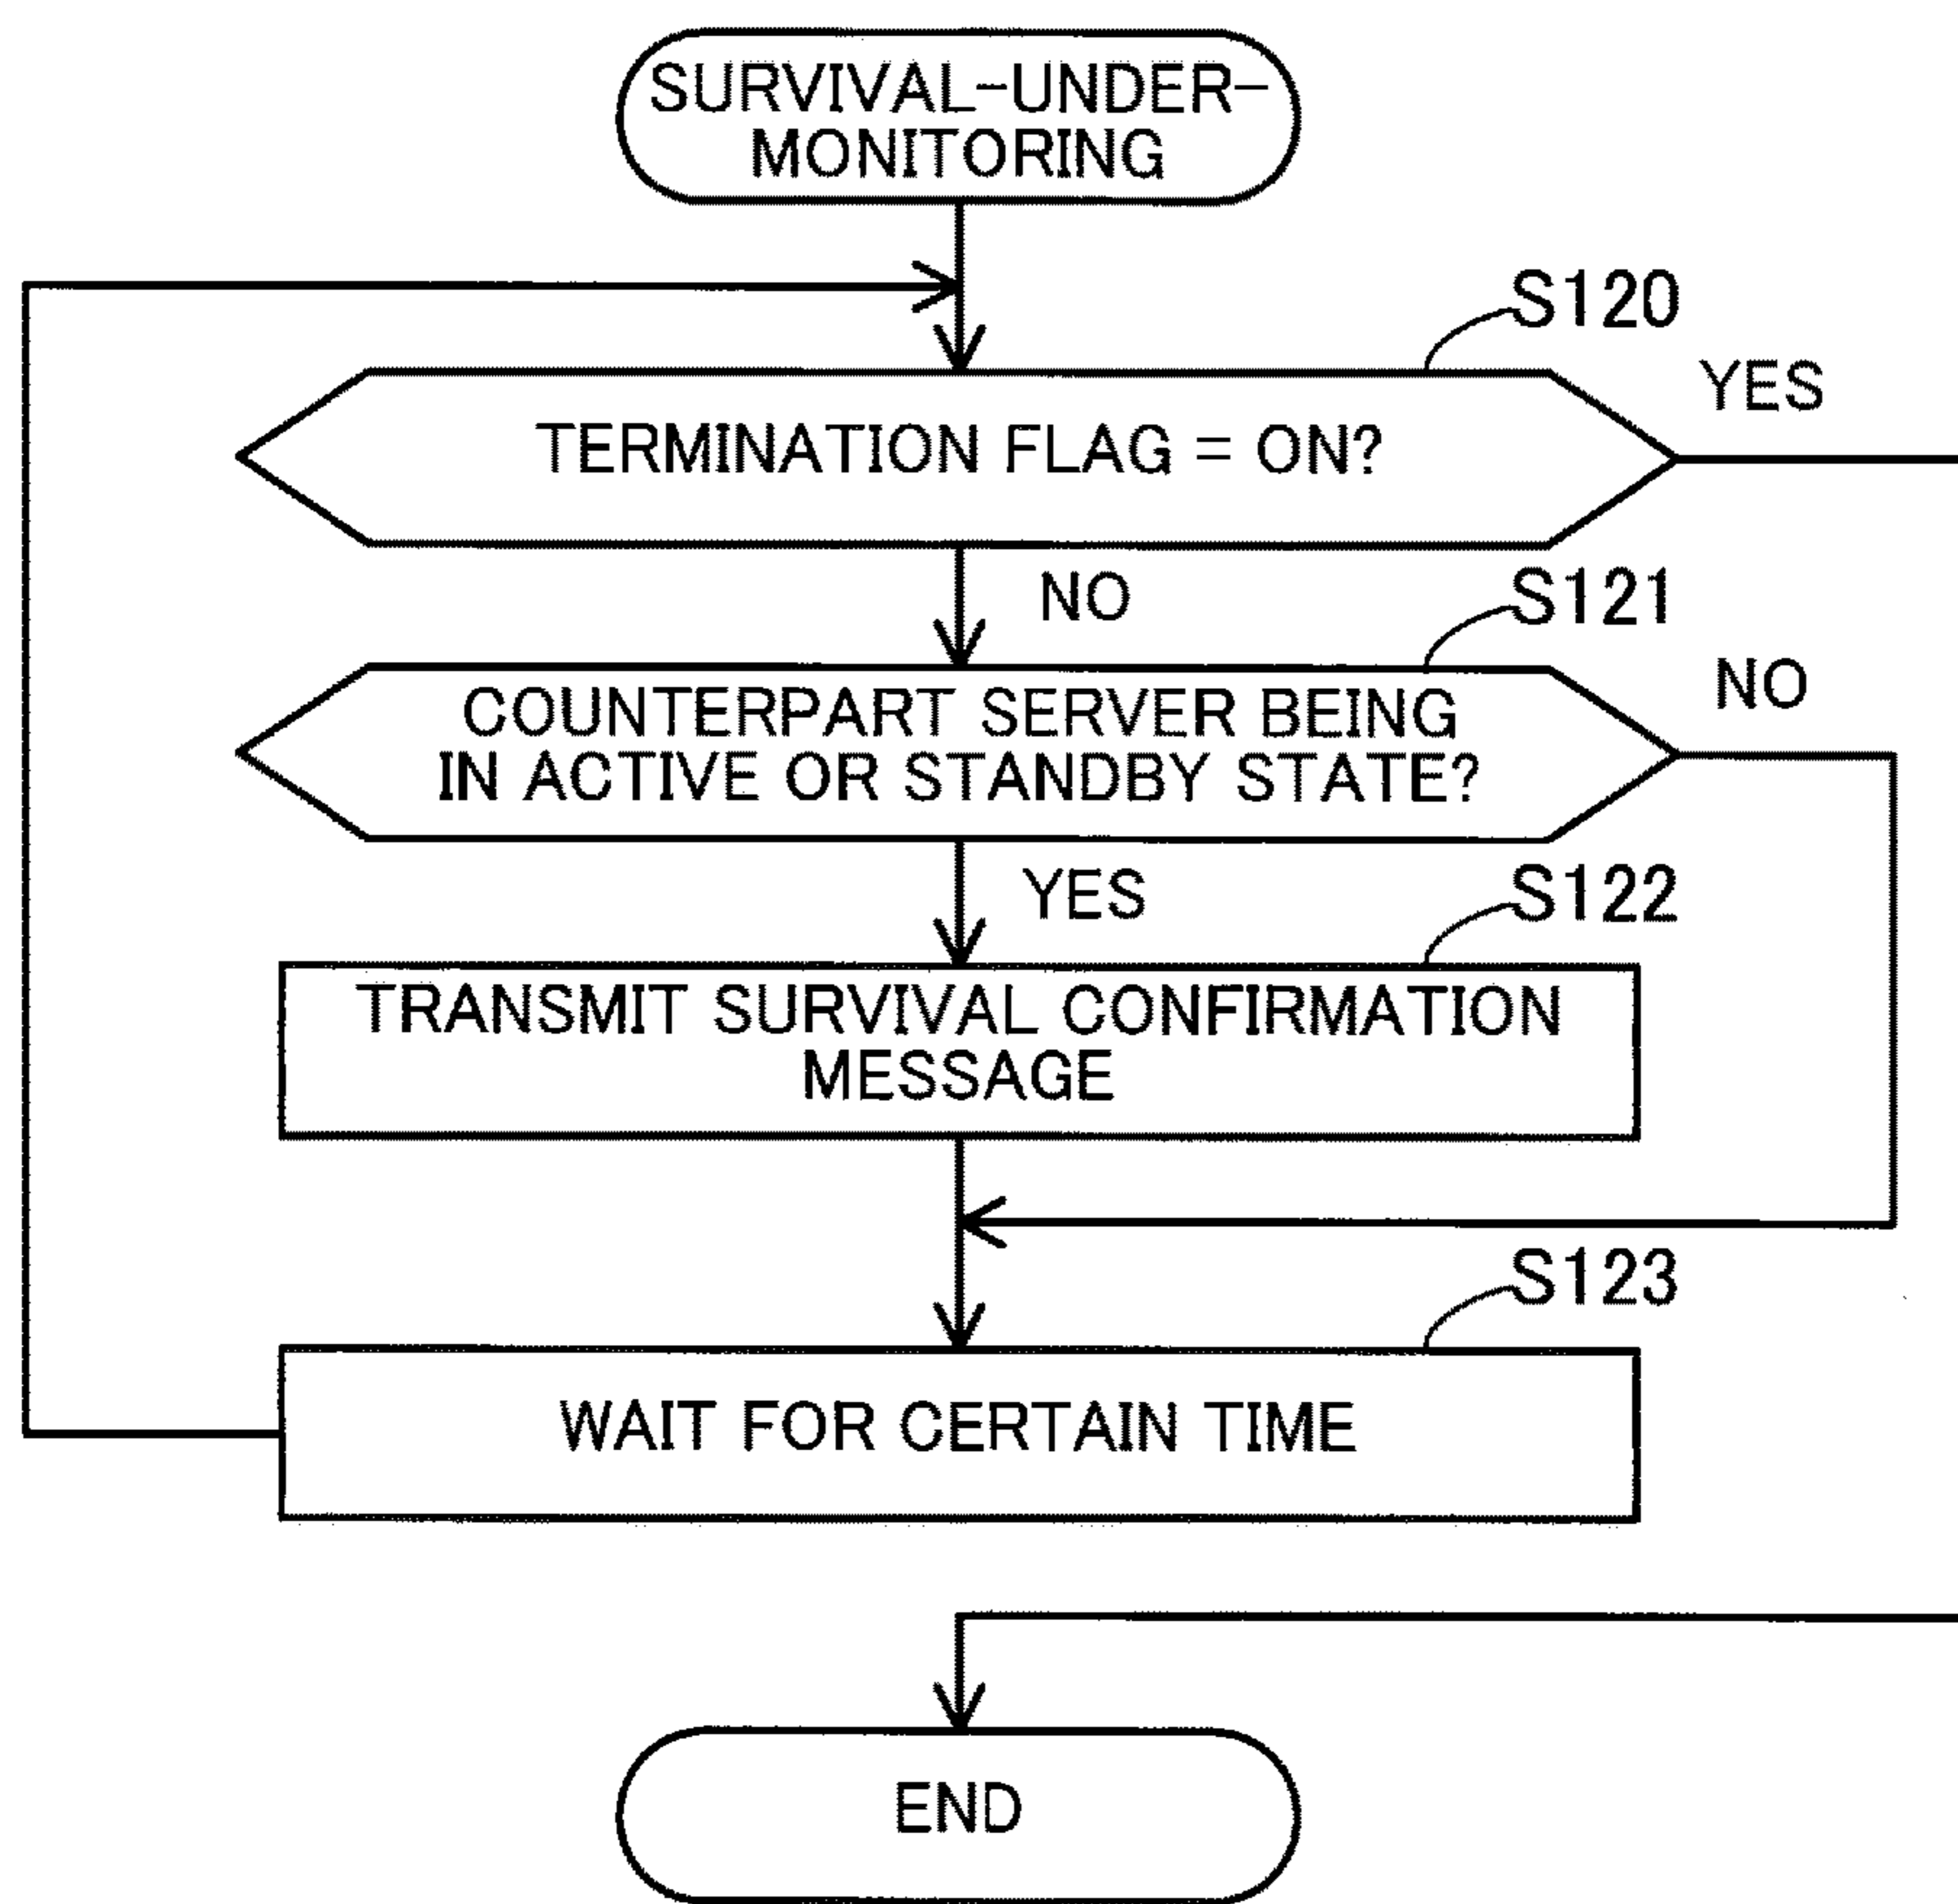 SURVIVAL-UNDER-
MONITORING
S120
YES
TERMINATION FLAG = ON?
NO
S121
NO
COUNTERPART SERVER BEING
IN ACTIVE OR STANDBY STATE?
YES
S122
TRANSMIT SURVIVAL CONFIRMATION
MESSAGE
S123
WAIT FOR CERTAIN TIME
END